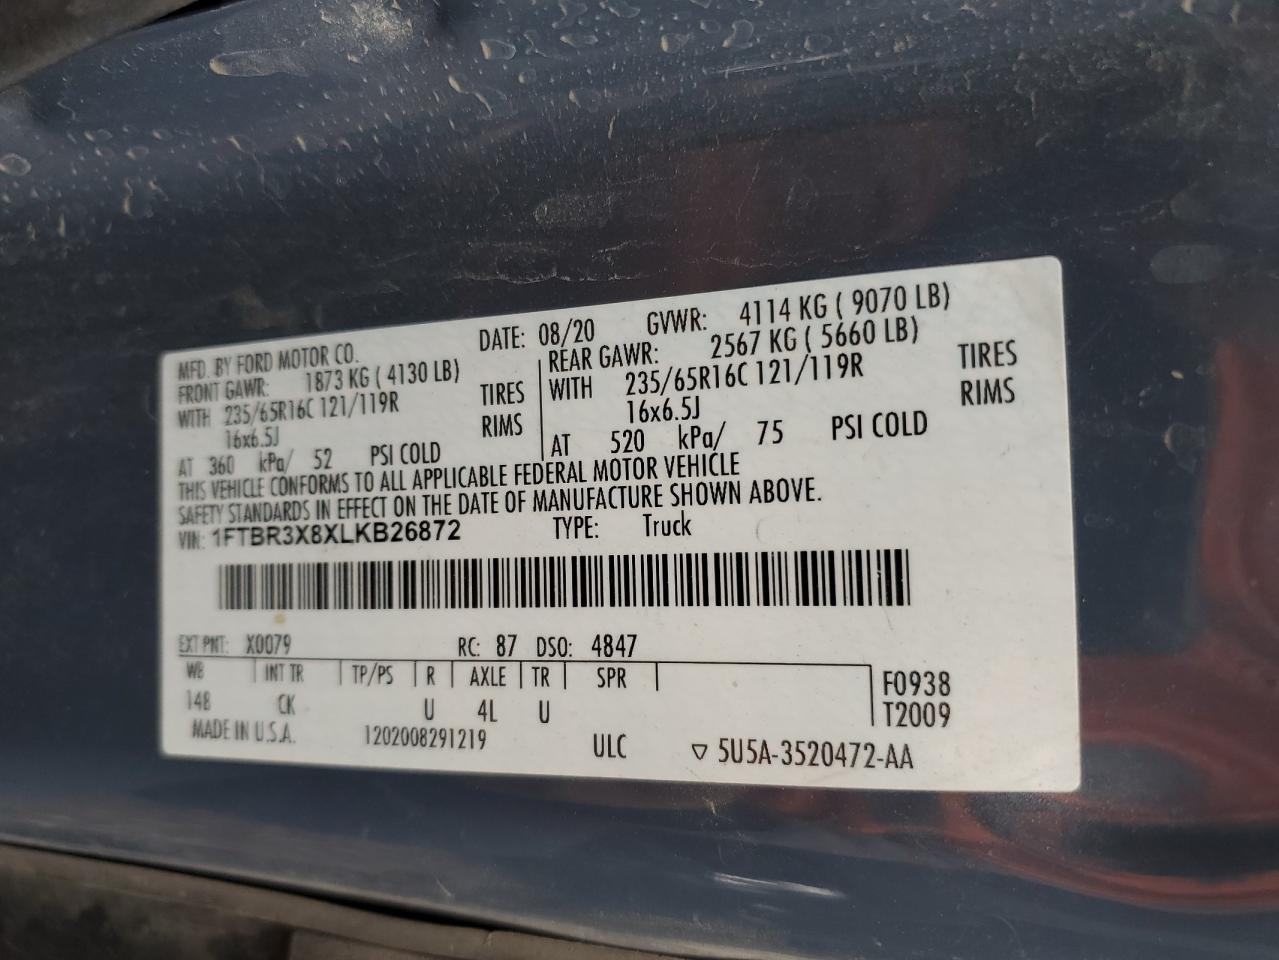 MFD. BY FORD MOTOR CO. DATE: 08/20 GVWR: 4114 KG ( 9070 LB)
FRONT GAWR: 1873 KG ( 4130 LB) REAR GAWR: 2567 KG ( 5660 LB)
WITH 235/65R16C 121/119R TIRES WITH 235/65R16C 121/119R TIRES
16x6.5J RIMS 16x6.5J RIMS
AT 360 kPa/ 52 PSI COLD AT 520 kPa/ 75 PSI COLD
THIS VEHICLE CONFORMS TO ALL APPLICABLE FEDERAL MOTOR VEHICLE
SAFETY STANDARDS IN EFFECT ON THE DATE OF MANUFACTURE SHOWN ABOVE.
VIN: 1FTBR3X8XLKB26872 TYPE: Truck
EXT PNT: X0079 RC: 87 DSO: 4847
WB INT TR TP/PS R AXLE TR SPR F0938
148 CK U 4L U T2009
MADE IN U.S.A. 1202008291219 ULC ▽ 5U5A-3520472-AA